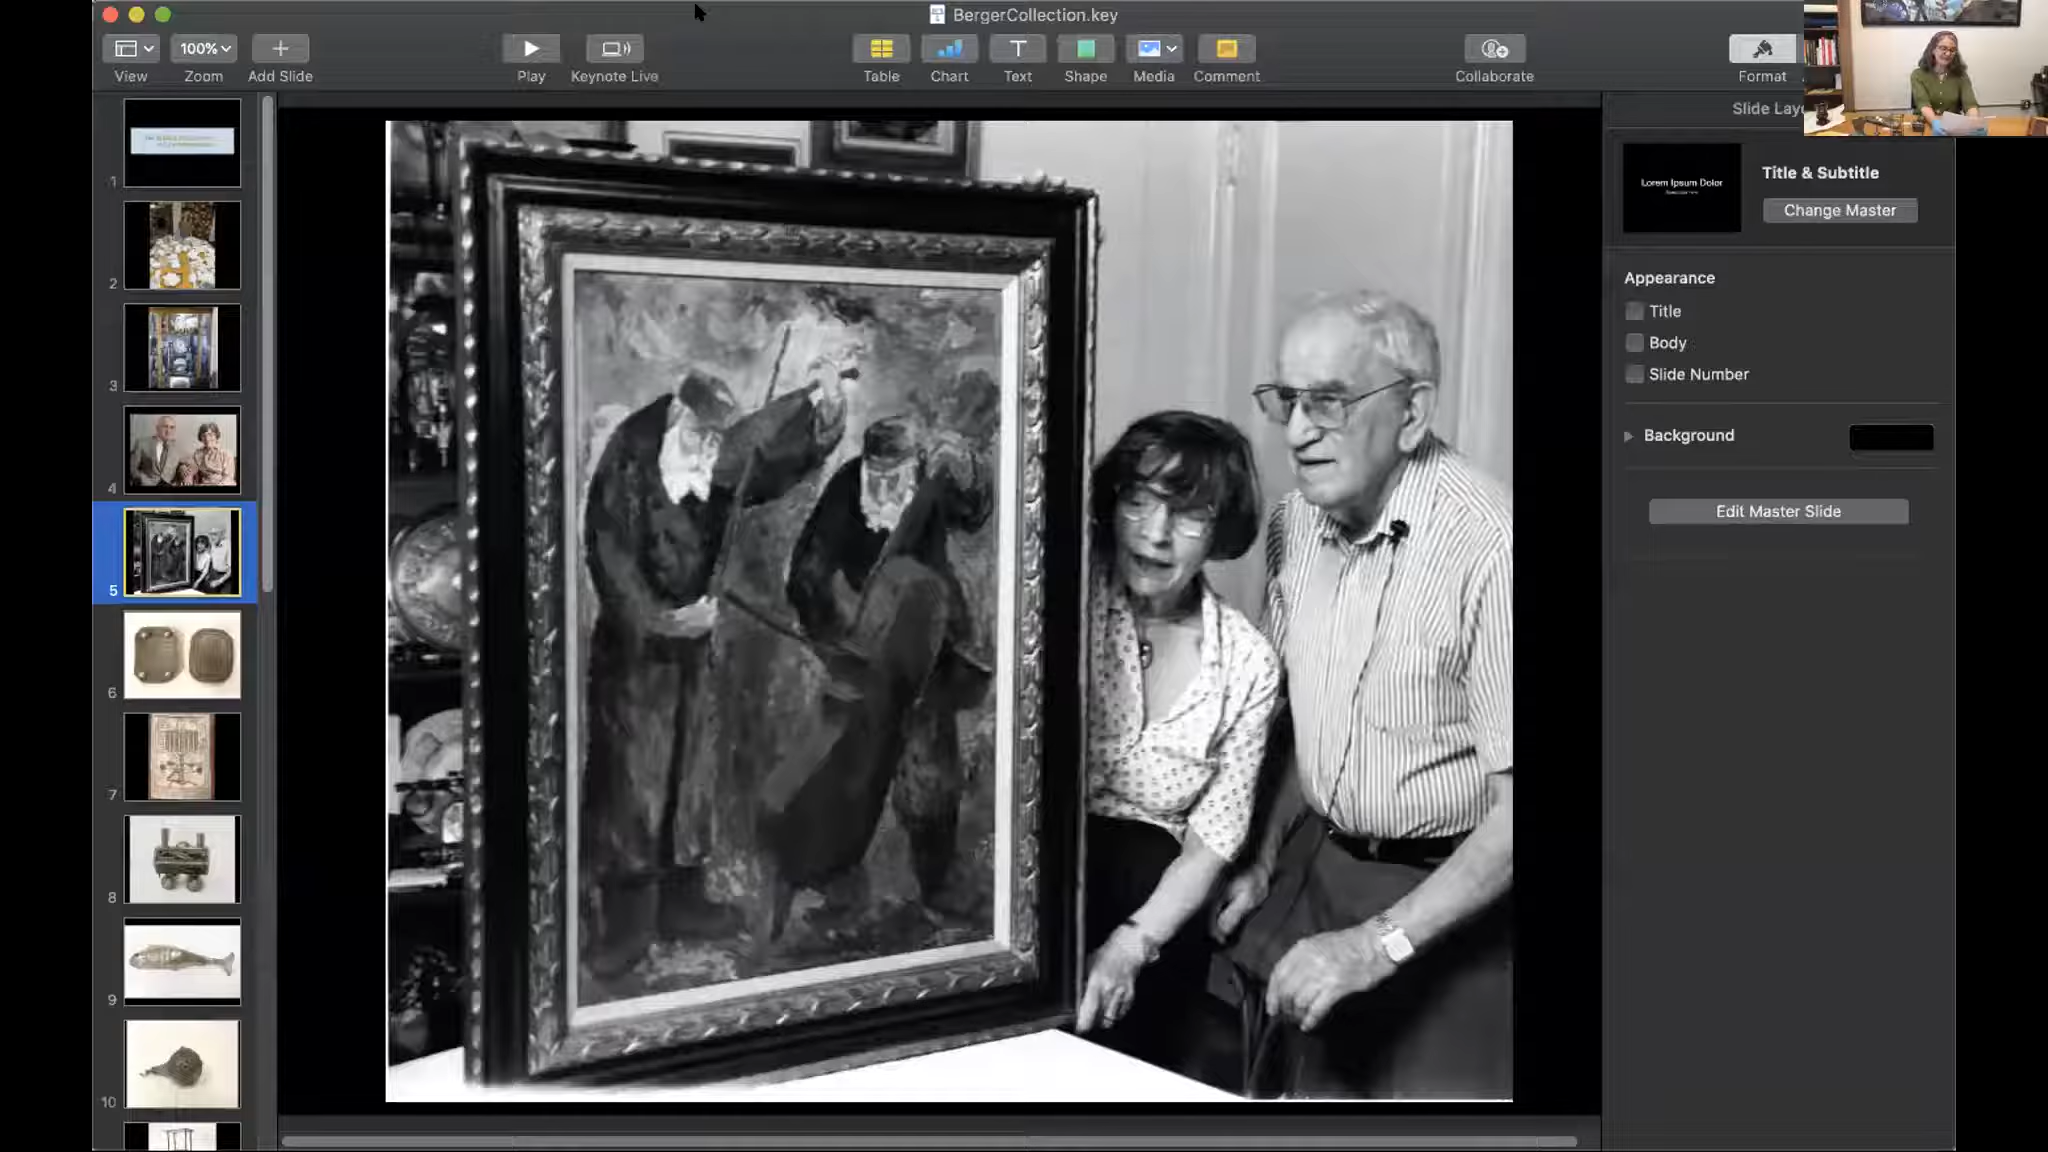 BergerCollection.key
100%
View
Zoom
Add Slide
Play
Keynote Live
Table
Chart
Text
Shape
Media
Comment
Collaborate
Format
Slide Layo
Lorem Ipsum Dolor
Title & Subtitle
Change Master
Appearance
Title
Body
Slide Number
Background
Edit Master Slide
1
2
3
4
5
6
7
8
9
10